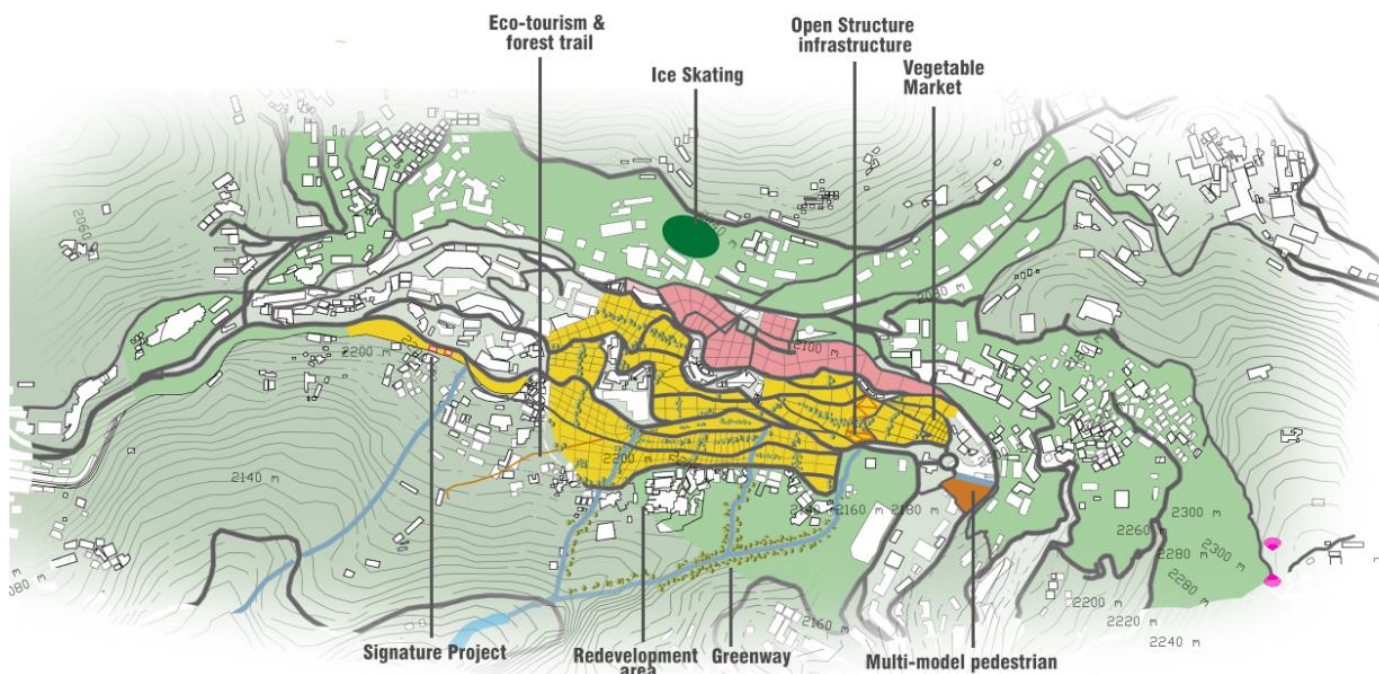 Eco-tourism &
forest trail
Open Structure
infrastructure
Ice Skating
Vegetable
Market
2060 m
2100 m
2200 m
2140 m
2200 m
2160 m
2180 m
2300 m
2260 m
2280 m
2300 m
2280 m
2200 m
2220 m
2240 m
2160 m
2080 m
Signature Project
Redevelopment
area
Greenway
Multi-model pedestrian